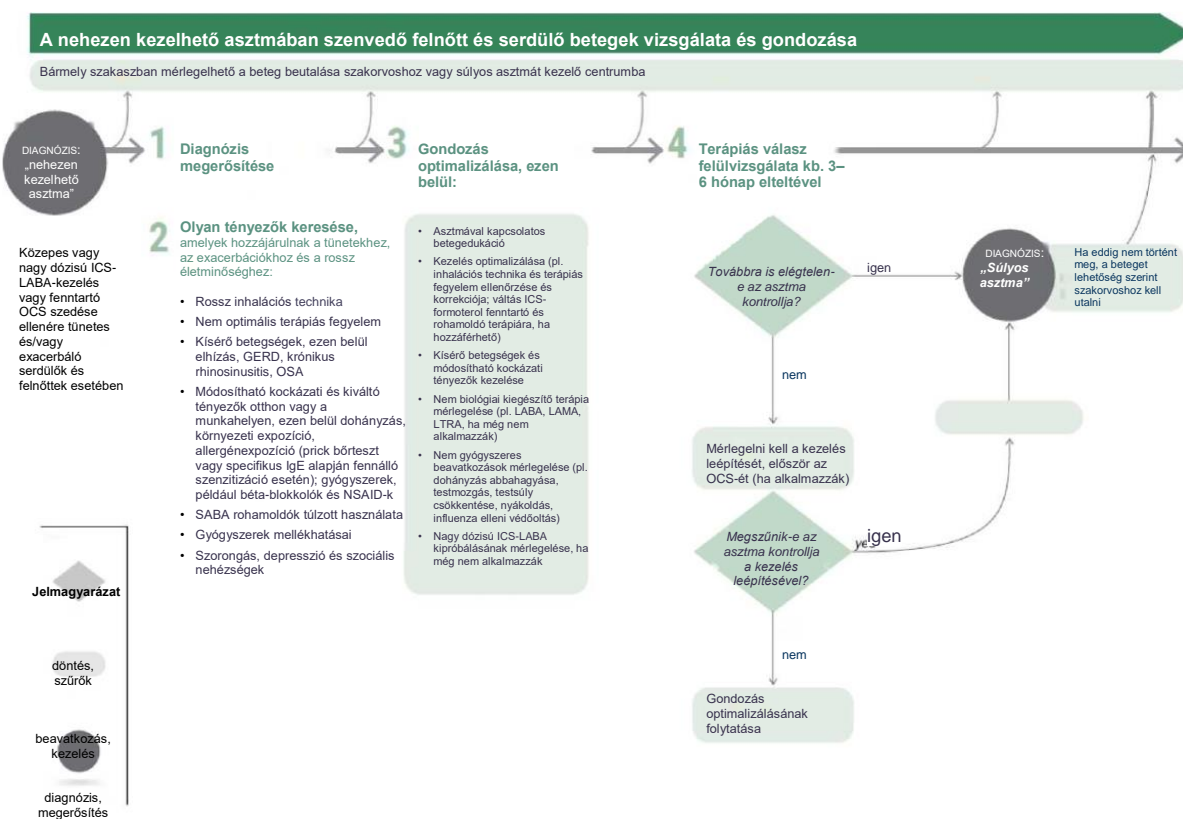 A nehezen kezelhető asztmában szenvedő felnőtt és serdülő betegek vizsgálata és gondozása
Bármely szakaszban mérlegelhető a beteg beutalása szakorvoshoz vagy súlyos asztmát kezelő centrumba
DIAGNÓZIS:
„nehezen
kezelhető
asztma”
Közepes vagy
nagy dózisú ICS-
LABA-kezelés
vagy fenntartó
OCS szedése
ellenére tünetes
és/vagy
exacerbáló
serdülők és
felnőttek esetében
1
Diagnózis
megerősítése
2
Olyan tényezők keresése,
amelyek hozzájárulnak a tünetekhez,
az exacerbációkhoz és a rossz
életminőséghez:
• Rossz inhalációs technika
• Nem optimális terápiás fegyelem
• Kísérő betegségek, ezen belül
elhízás, GERD, krónikus
rhinosinusitis, OSA
• Módosítható kockázati és kiváltó
tényezők otthon vagy a
munkahelyen, ezen belül dohányzás,
környezeti expozíció,
allergénexpozíció (prick bőrteszt
vagy specifikus IgE alapján fennálló
szenzitizáció esetén); gyógyszerek,
például béta-blokkolók és NSAID-k
• SABA rohamoldók túlzott használata
• Gyógyszerek mellékhatásai
• Szorongás, depresszió és szociális
nehézségek
3
Gondozás
optimalizálása, ezen
belül:
• Asztmával kapcsolatos
betegedukáció
• Kezelés optimalizálása (pl.
inhalációs technika és terápiás
fegyelem ellenőrzése és
korrekciója; váltás ICS-
formoterol fenntartó és
rohamoldó terápiára, ha
hozzáférhető)
• Kísérő betegségek és
módosítható kockázati
tényezők kezelése
• Nem biológiai kiegészítő terápia
mérlegelése (pl. LABA, LAMA,
LTRA, ha még nem
alkalmazzák)
• Nem gyógyszeres
beavatkozások mérlegelése (pl.
dohányzás abbahagyása,
testmozgás, testsúly
csökkentése, nyákoldás,
influenza elleni védőoltás)
• Nagy dózisú ICS-LABA
kipróbálásának mérlegelése, ha
még nem alkalmazzák
4
Terápiás válasz
felülvizsgálata kb. 3–
6 hónap elteltével
Továbbra is elégtelen-
e az asztma
kontrollja?
igen
nem
Mérlegelni kell a kezelés
leépítését, először az
OCS-ét (ha alkalmazzák)
Megszűnik-e az
asztma kontrollja
a kezelés
leépítésével?
yes
igen
nem
Gondozás
optimalizálásának
folytatása
DIAGNÓZIS:
„Súlyos
asztma”
Ha eddig nem történt
meg, a beteget
lehetőség szerint
szakorvoshoz kell
utalni
Jelmagyarázat
döntés,
szűrők
beavatkozás,
kezelés
diagnózis,
megerősítés